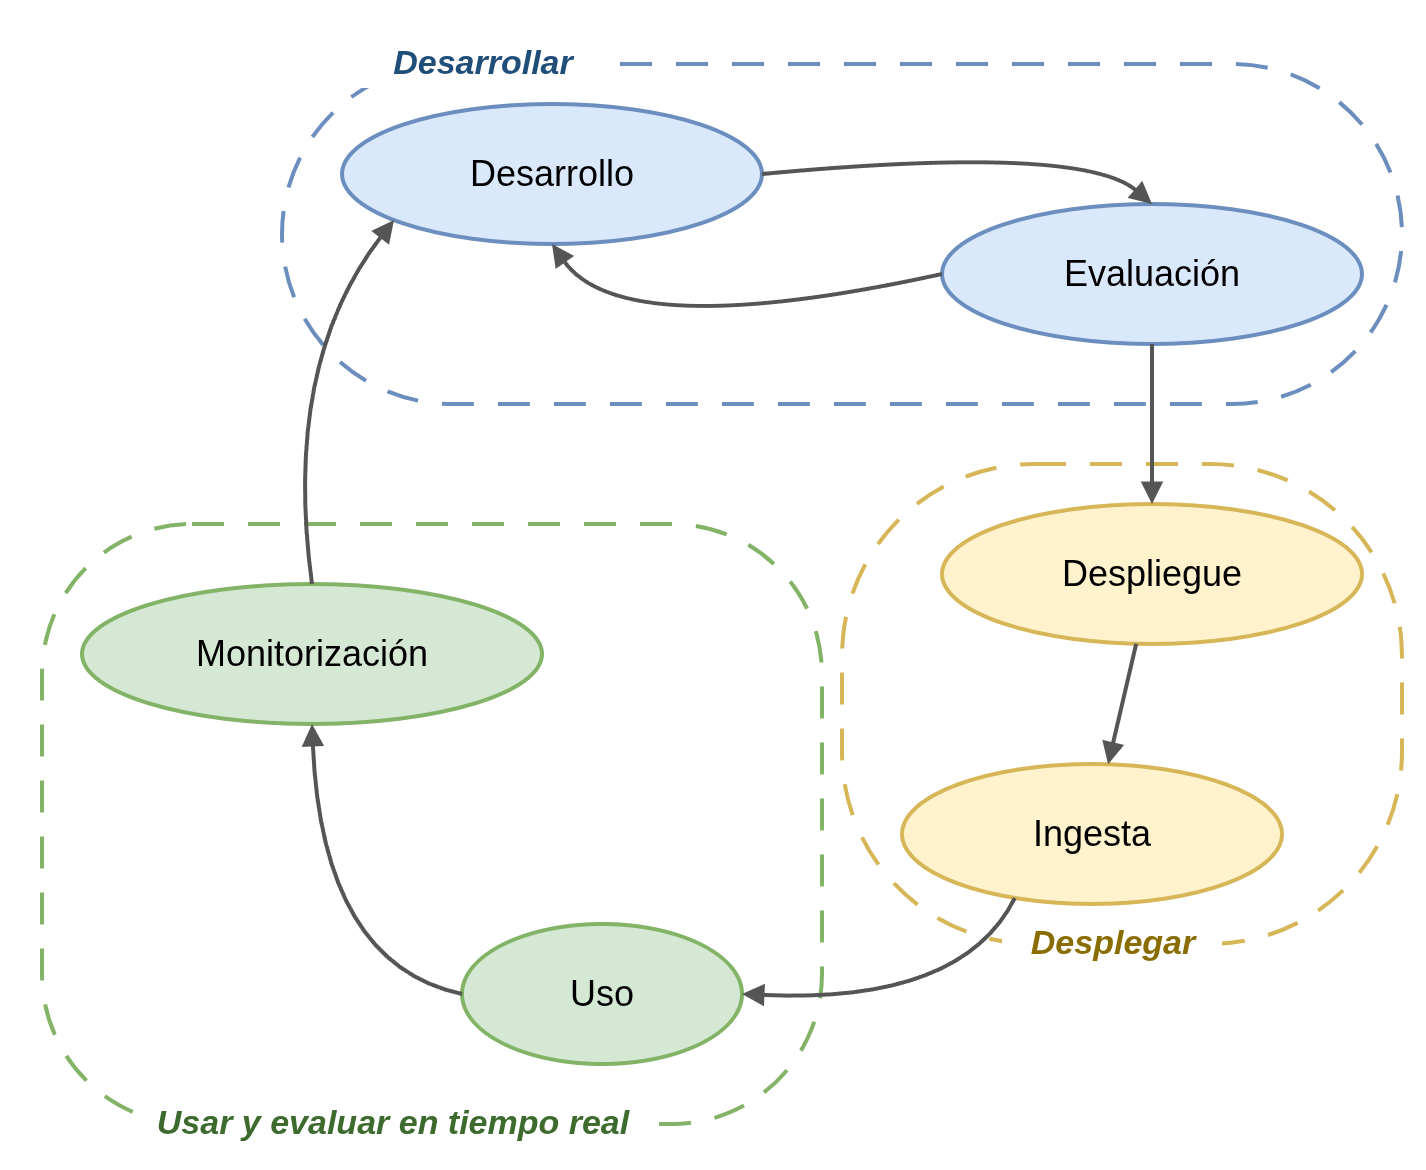 Desarrollar
Desarrollo
Evaluación
Despliegue
Monitorización
Ingesta
Desplegar
Uso
Usar y evaluar en tiempo real